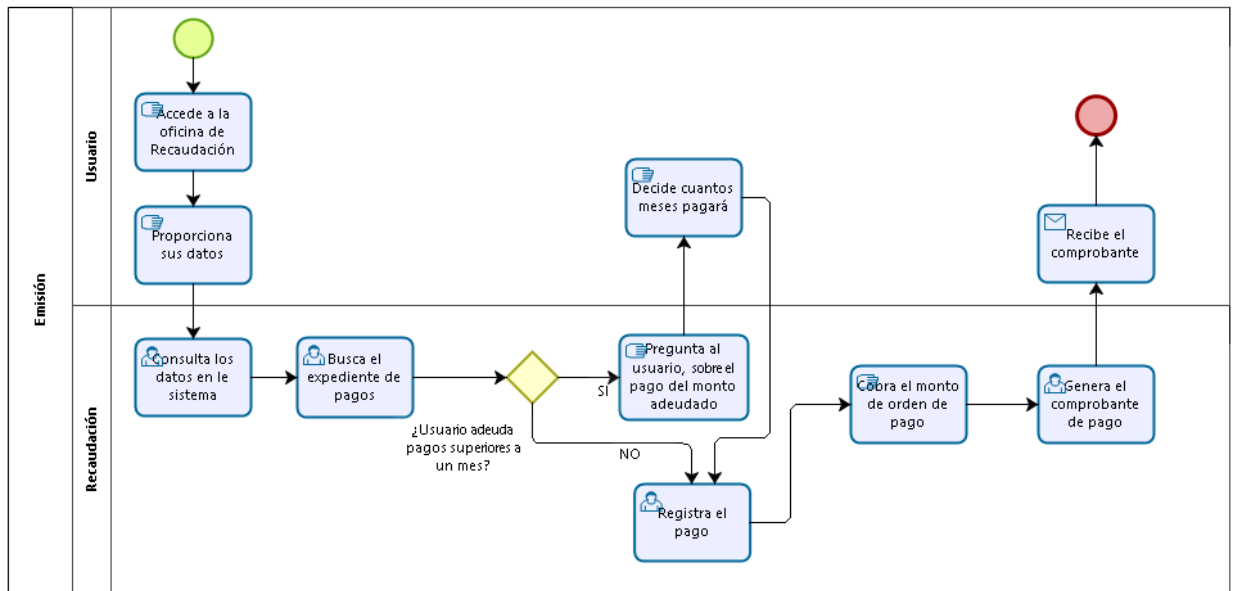 Emisión
Usuario
Accede a la
oficina de
Recaudación
Proporciona
sus datos
Decide cuantos
meses pagará
Recibe el
comprobante
Recaudación
Consulta los
datos en le
sistema
Busca el
expediente de
pagos
¿Usuario adeuda
pagos superiores a
un mes?
SI
NO
Pregunta al
usuario, sobre el
pago del monto
adeudado
Registra el
pago
Cobra el monto
de orden de
pago
Genera el
comprobante
de pago